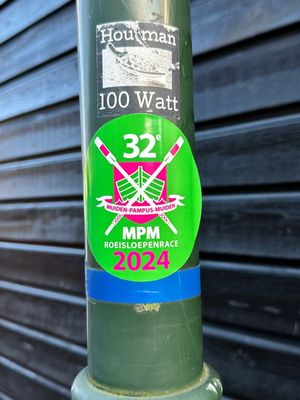 Houtman
100 Watt
32e
MUIDEN-PAMPUS-MUIDEN
MPM
ROEISLOEPENRACE
2024